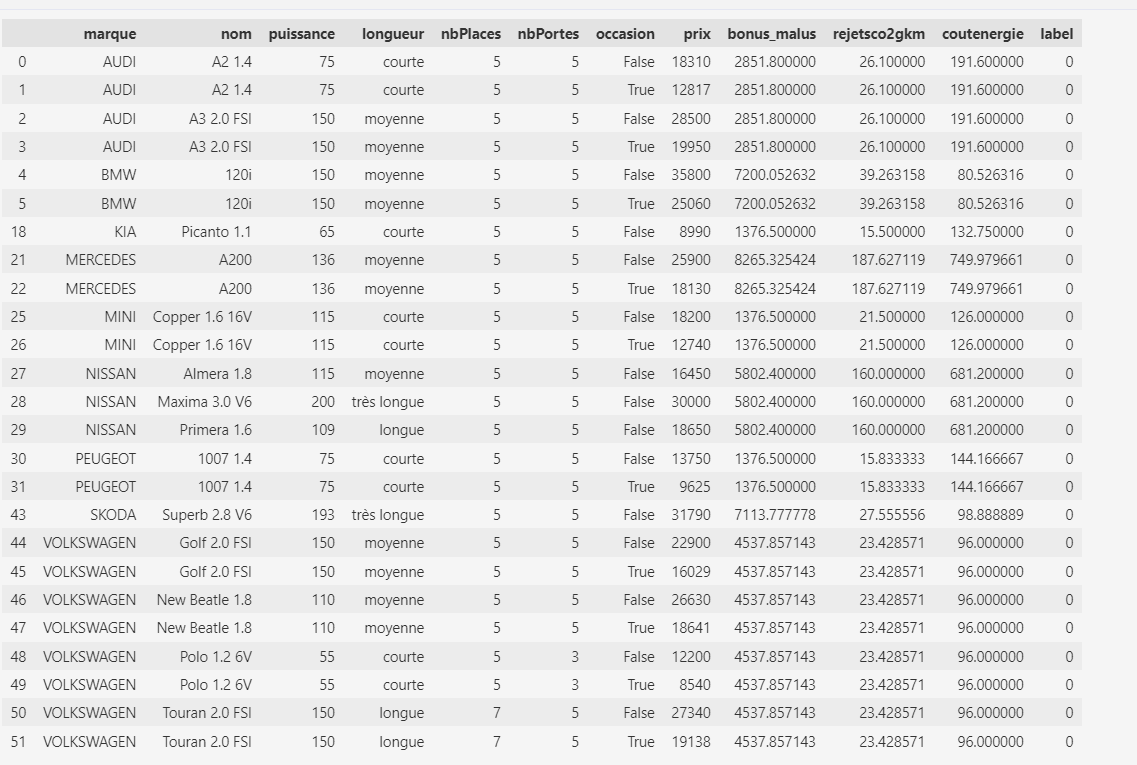 marque nom puissance longueur nbPlaces nbPortes occasion prix bonus_malus rejetsco2gkm coutenergie label
0 AUDI A2 1.4 75 courte 5 5 False 18310 2851.800000 26.100000 191.600000 0
1 AUDI A2 1.4 75 courte 5 5 True 12817 2851.800000 26.100000 191.600000 0
2 AUDI A3 2.0 FSI 150 moyenne 5 5 False 28500 2851.800000 26.100000 191.600000 0
3 AUDI A3 2.0 FSI 150 moyenne 5 5 True 19950 2851.800000 26.100000 191.600000 0
4 BMW 120i 150 moyenne 5 5 False 35800 7200.052632 39.263158 80.526316 0
5 BMW 120i 150 moyenne 5 5 True 25060 7200.052632 39.263158 80.526316 0
18 KIA Picanto 1.1 65 courte 5 5 False 8990 1376.500000 15.500000 132.750000 0
21 MERCEDES A200 136 moyenne 5 5 False 25900 8265.325424 187.627119 749.979661 0
22 MERCEDES A200 136 moyenne 5 5 True 18130 8265.325424 187.627119 749.979661 0
25 MINI Copper 1.6 16V 115 courte 5 5 False 18200 1376.500000 21.500000 126.000000 0
26 MINI Copper 1.6 16V 115 courte 5 5 True 12740 1376.500000 21.500000 126.000000 0
27 NISSAN Almera 1.8 115 moyenne 5 5 False 16450 5802.400000 160.000000 681.200000 0
28 NISSAN Maxima 3.0 V6 200 très longue 5 5 False 30000 5802.400000 160.000000 681.200000 0
29 NISSAN Primera 1.6 109 longue 5 5 False 18650 5802.400000 160.000000 681.200000 0
30 PEUGEOT 1007 1.4 75 courte 5 5 False 13750 1376.500000 15.833333 144.166667 0
31 PEUGEOT 1007 1.4 75 courte 5 5 True 9625 1376.500000 15.833333 144.166667 0
43 SKODA Superb 2.8 V6 193 très longue 5 5 False 31790 7113.777778 27.555556 98.888889 0
44 VOLKSWAGEN Golf 2.0 FSI 150 moyenne 5 5 False 22900 4537.857143 23.428571 96.000000 0
45 VOLKSWAGEN Golf 2.0 FSI 150 moyenne 5 5 True 16029 4537.857143 23.428571 96.000000 0
46 VOLKSWAGEN New Beatle 1.8 110 moyenne 5 5 False 26630 4537.857143 23.428571 96.000000 0
47 VOLKSWAGEN New Beatle 1.8 110 moyenne 5 5 True 18641 4537.857143 23.428571 96.000000 0
48 VOLKSWAGEN Polo 1.2 6V 55 courte 5 3 False 12200 4537.857143 23.428571 96.000000 0
49 VOLKSWAGEN Polo 1.2 6V 55 courte 5 3 True 8540 4537.857143 23.428571 96.000000 0
50 VOLKSWAGEN Touran 2.0 FSI 150 longue 7 5 False 27340 4537.857143 23.428571 96.000000 0
51 VOLKSWAGEN Touran 2.0 FSI 150 longue 7 5 True 19138 4537.857143 23.428571 96.000000 0